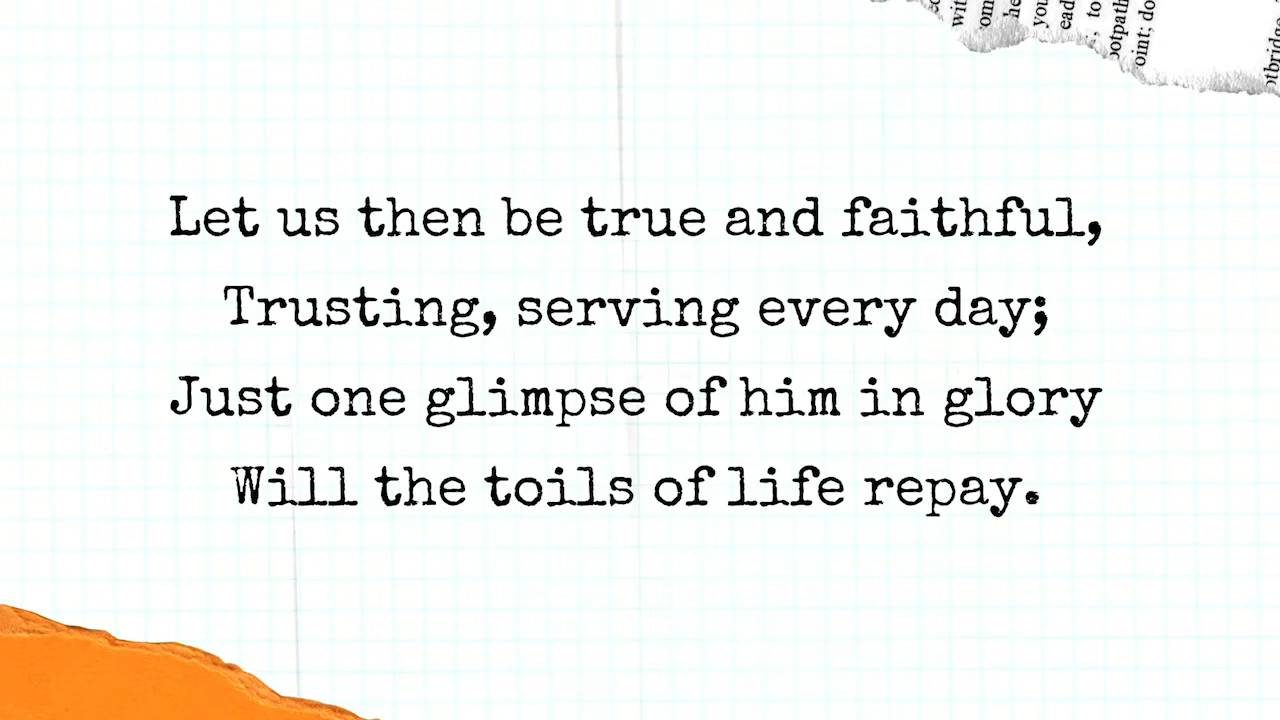 Let us then be true and faithful,
Trusting, serving every day;
Just one glimpse of him in glory
Will the toils of life repay.